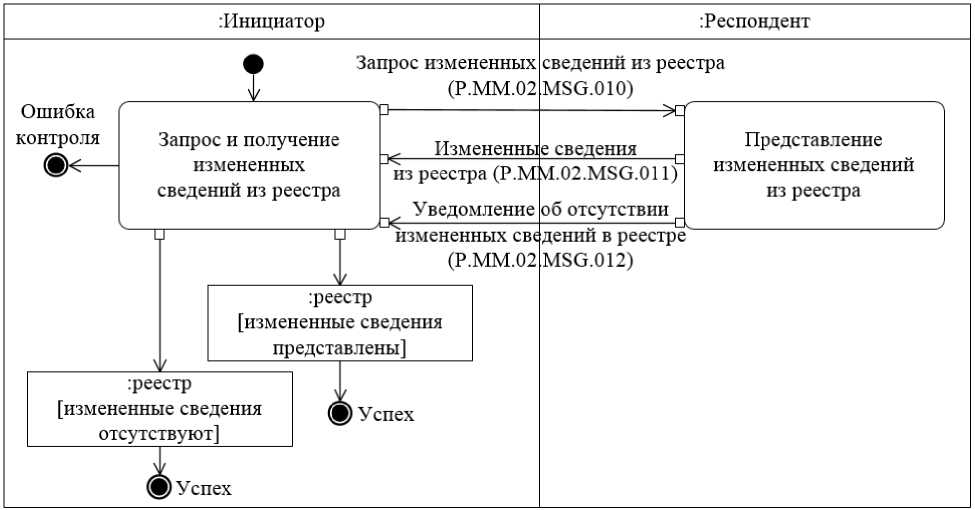 :Инициатор
:Респондент
Запрос измененных сведений из реестра
(P.MM.02.MSG.010)
Ошибка
контроля
Запрос и получение
измененных
сведений из реестра
Измененные сведения
из реестра (P.MM.02.MSG.011)
Представление
измененных сведений
из реестра
Уведомление об отсутствии
измененных сведений в реестре
(P.MM.02.MSG.012)
:реестр
[измененные сведения
представлены]
Успех
:реестр
[измененные сведения
отсутствуют]
Успех